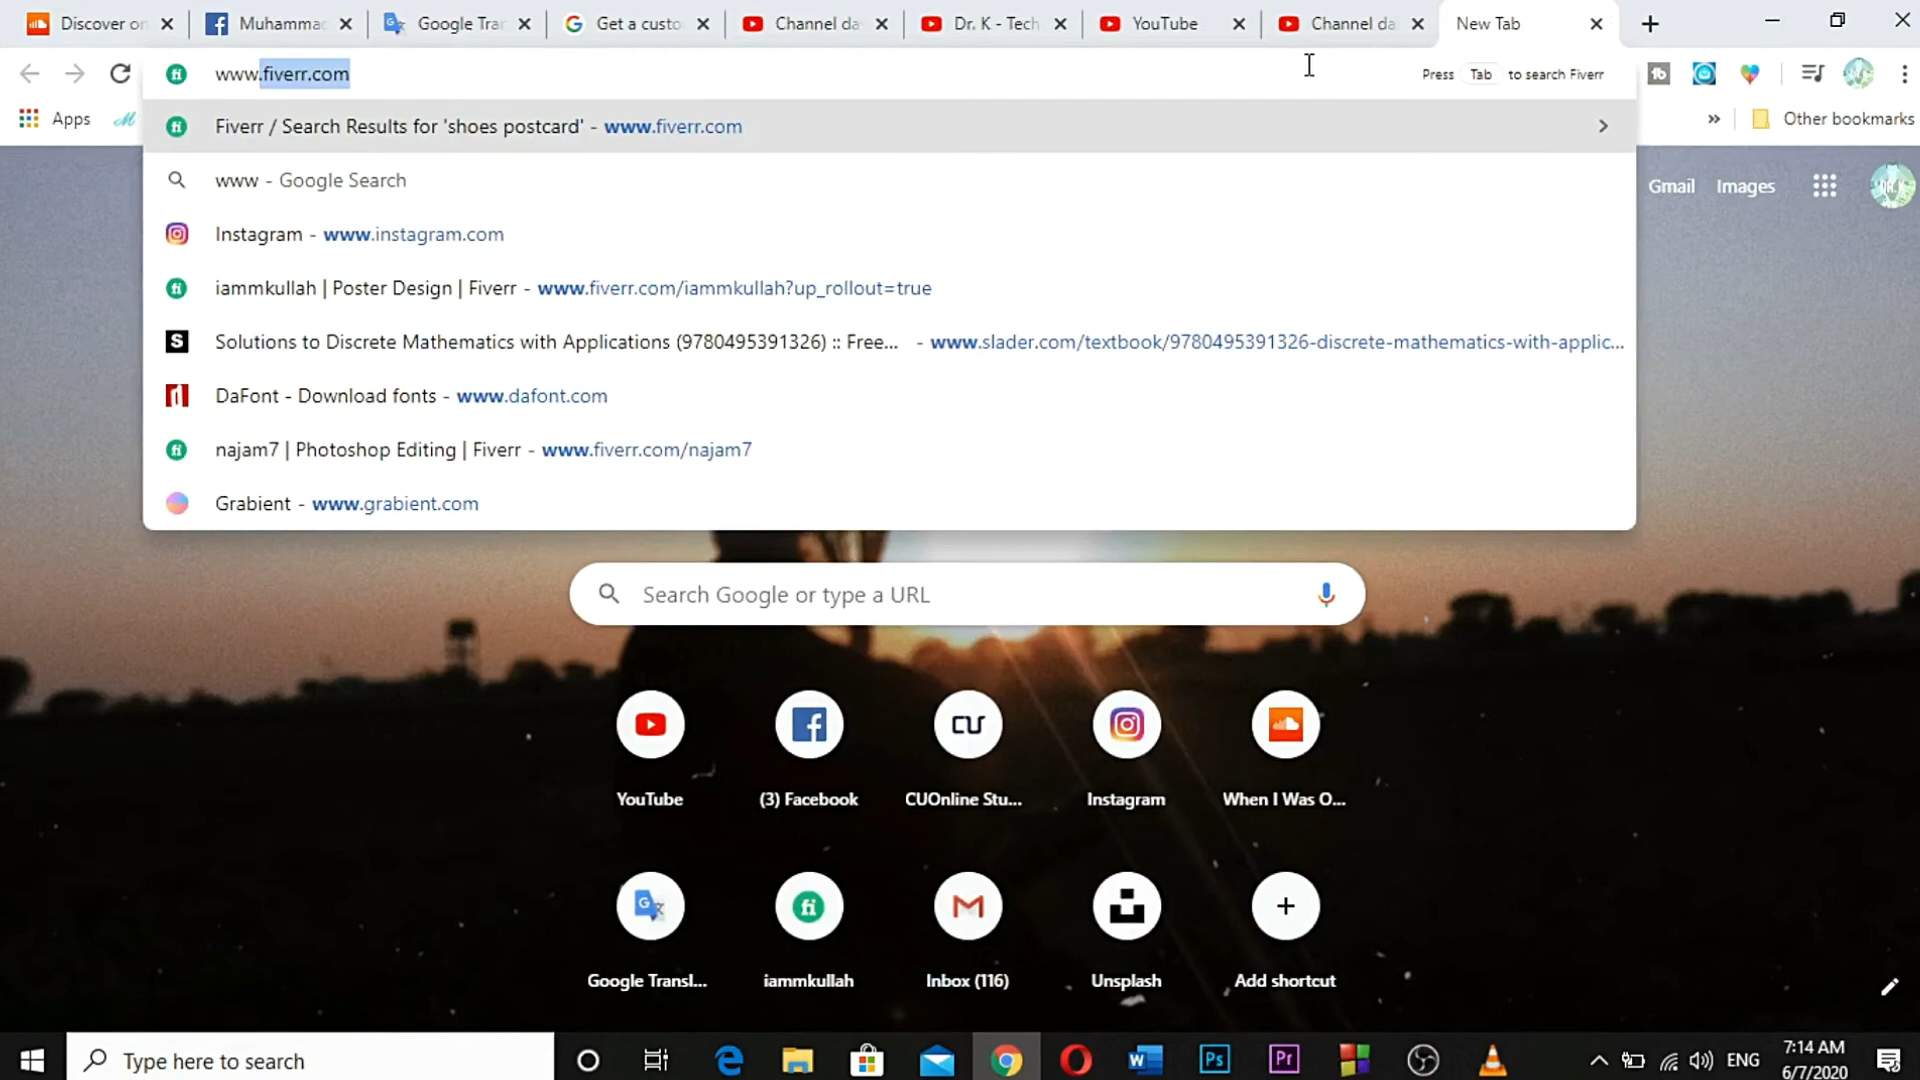 Discover on
Muhammad
Google Tra
Get a custo
Channel da
Dr. K - Tech
YouTube
Channel da
New Tab
www.fiverr.com
Press Tab to search Fiverr
Apps
Other bookmarks
Fiverr / Search Results for 'shoes postcard' - www.fiverr.com
www - Google Search
Instagram - www.instagram.com
iammkullah | Poster Design | Fiverr - www.fiverr.com/iammkullah?up_rollout=true
Solutions to Discrete Mathematics with Applications (9780495391326) :: Free... - www.slader.com/textbook/9780495391326-discrete-mathematics-with-applic...
DaFont - Download fonts - www.dafont.com
najam7 | Photoshop Editing | Fiverr - www.fiverr.com/najam7
Grabient - www.grabient.com
Gmail Images
Search Google or type a URL
YouTube
(3) Facebook
CUOnline Stu...
Instagram
When I Was O...
Google Transl...
iammkullah
Inbox (116)
Unsplash
Add shortcut
Type here to search
ENG
7:14 AM
6/7/2020